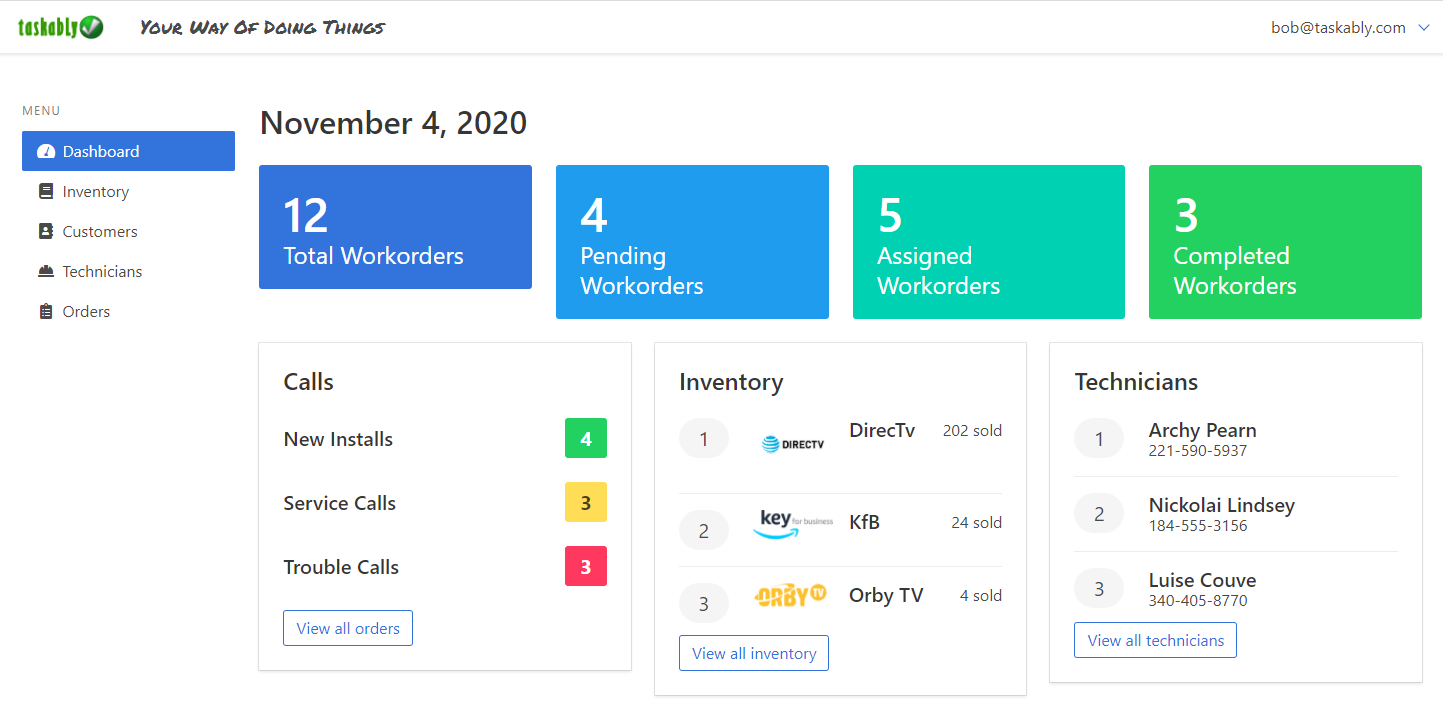 taskably
Your Way Of Doing Things
bob@taskably.com
MENU
Dashboard
Inventory
Customers
Technicians
Orders
November 4, 2020
12
Total Workorders
4
Pending
Workorders
5
Assigned
Workorders
3
Completed
Workorders
Calls
New Installs
4
Service Calls
3
Trouble Calls
3
View all orders
Inventory
1
DIRECTV
DirecTv
202 sold
2
key for business
KfB
24 sold
3
ORBY TV
Orby TV
4 sold
View all inventory
Technicians
1
Archy Pearn
221-590-5937
2
Nickolai Lindsey
184-555-3156
3
Luise Couve
340-405-8770
View all technicians